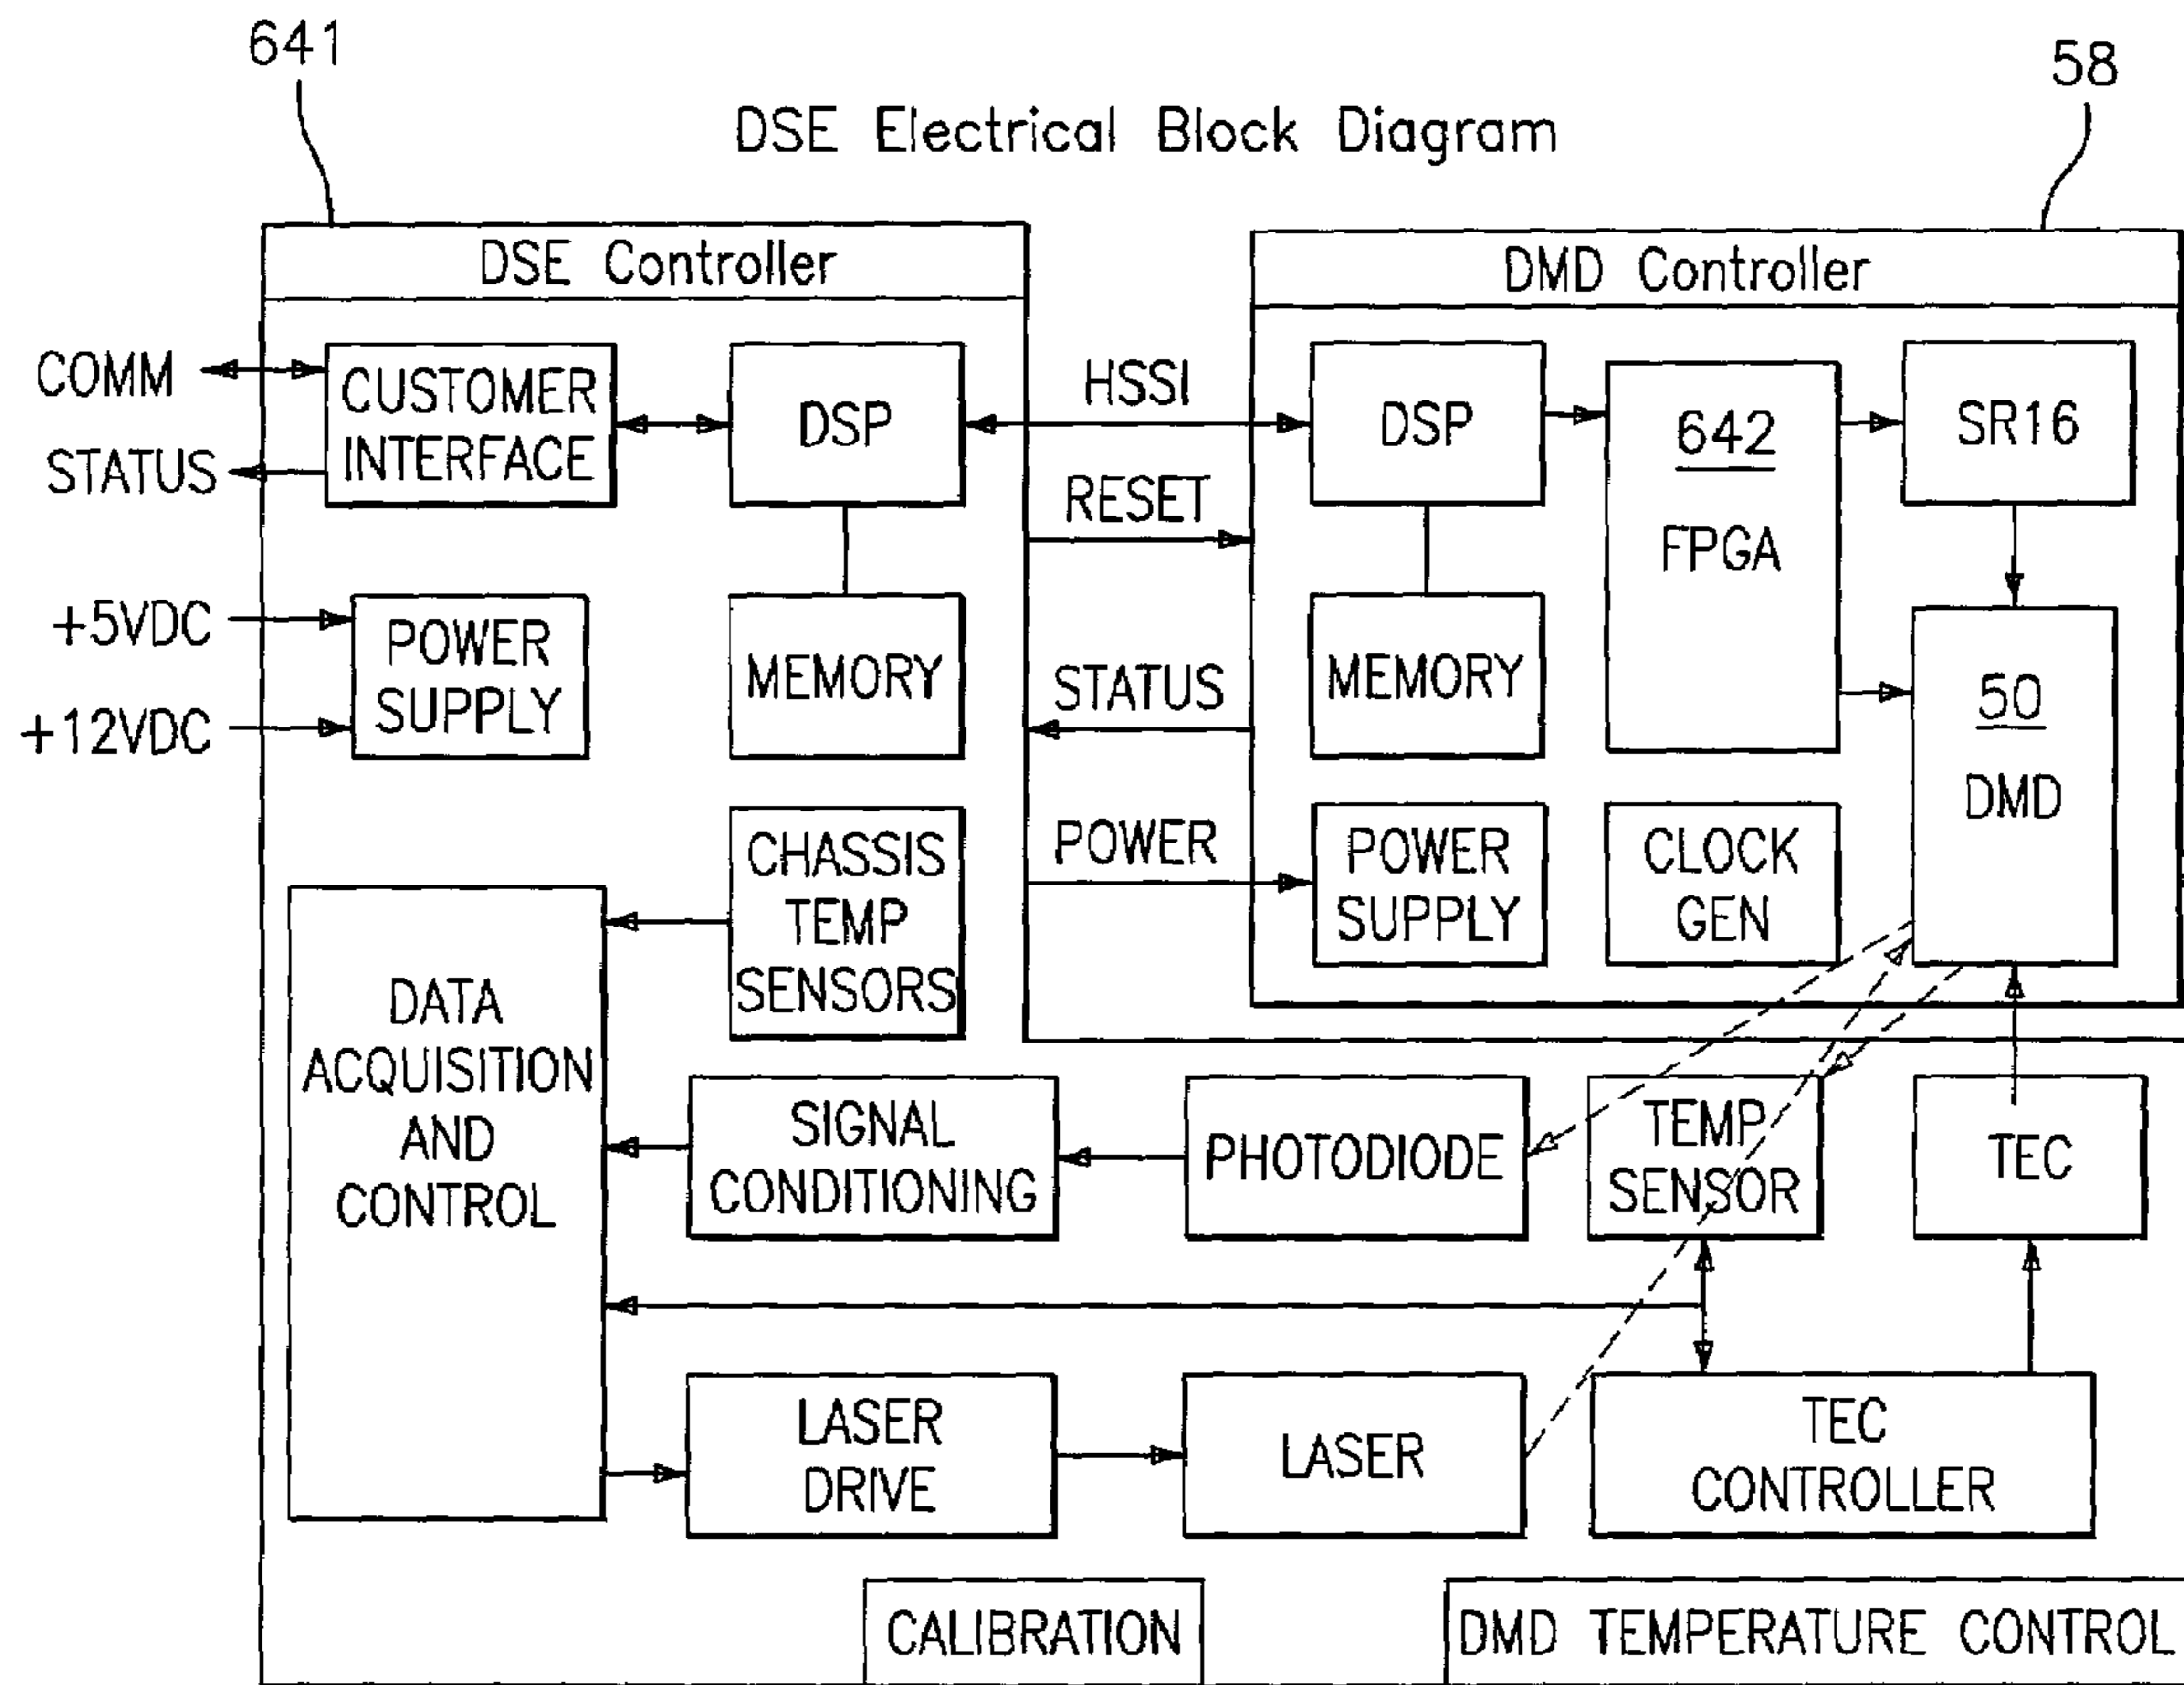 641
58
DSE Electrical Block Diagram
DSE Controller
DMD Controller
COMM
STATUS
CUSTOMER
INTERFACE
DSP
HSSI
RESET
DSP
642
FPGA
SR16
+5VDC
+12VDC
POWER
SUPPLY
MEMORY
STATUS
MEMORY
50
DMD
CHASSIS
TEMP
SENSORS
POWER
POWER
SUPPLY
CLOCK
GEN
DATA
ACQUISITION
AND
CONTROL
SIGNAL
CONDITIONING
PHOTODIODE
TEMP
SENSOR
TEC
LASER
DRIVE
LASER
TEC
CONTROLLER
CALIBRATION
DMD TEMPERATURE CONTROL